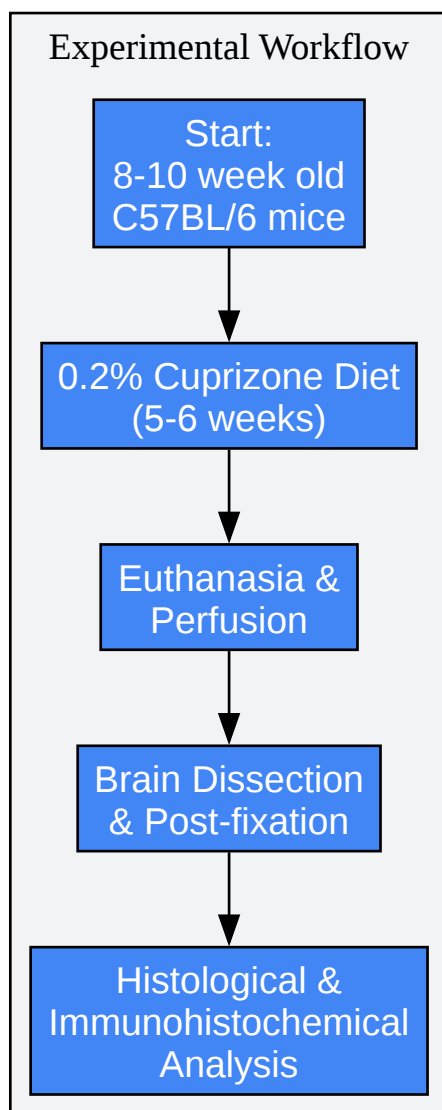 Experimental Workflow
Start:
8-10 week old
C57BL/6 mice
0.2% Cuprizone Diet
(5-6 weeks)
Euthanasia &
Perfusion
Brain Dissection
& Post-fixation
Histological &
Immunohistochemical
Analysis